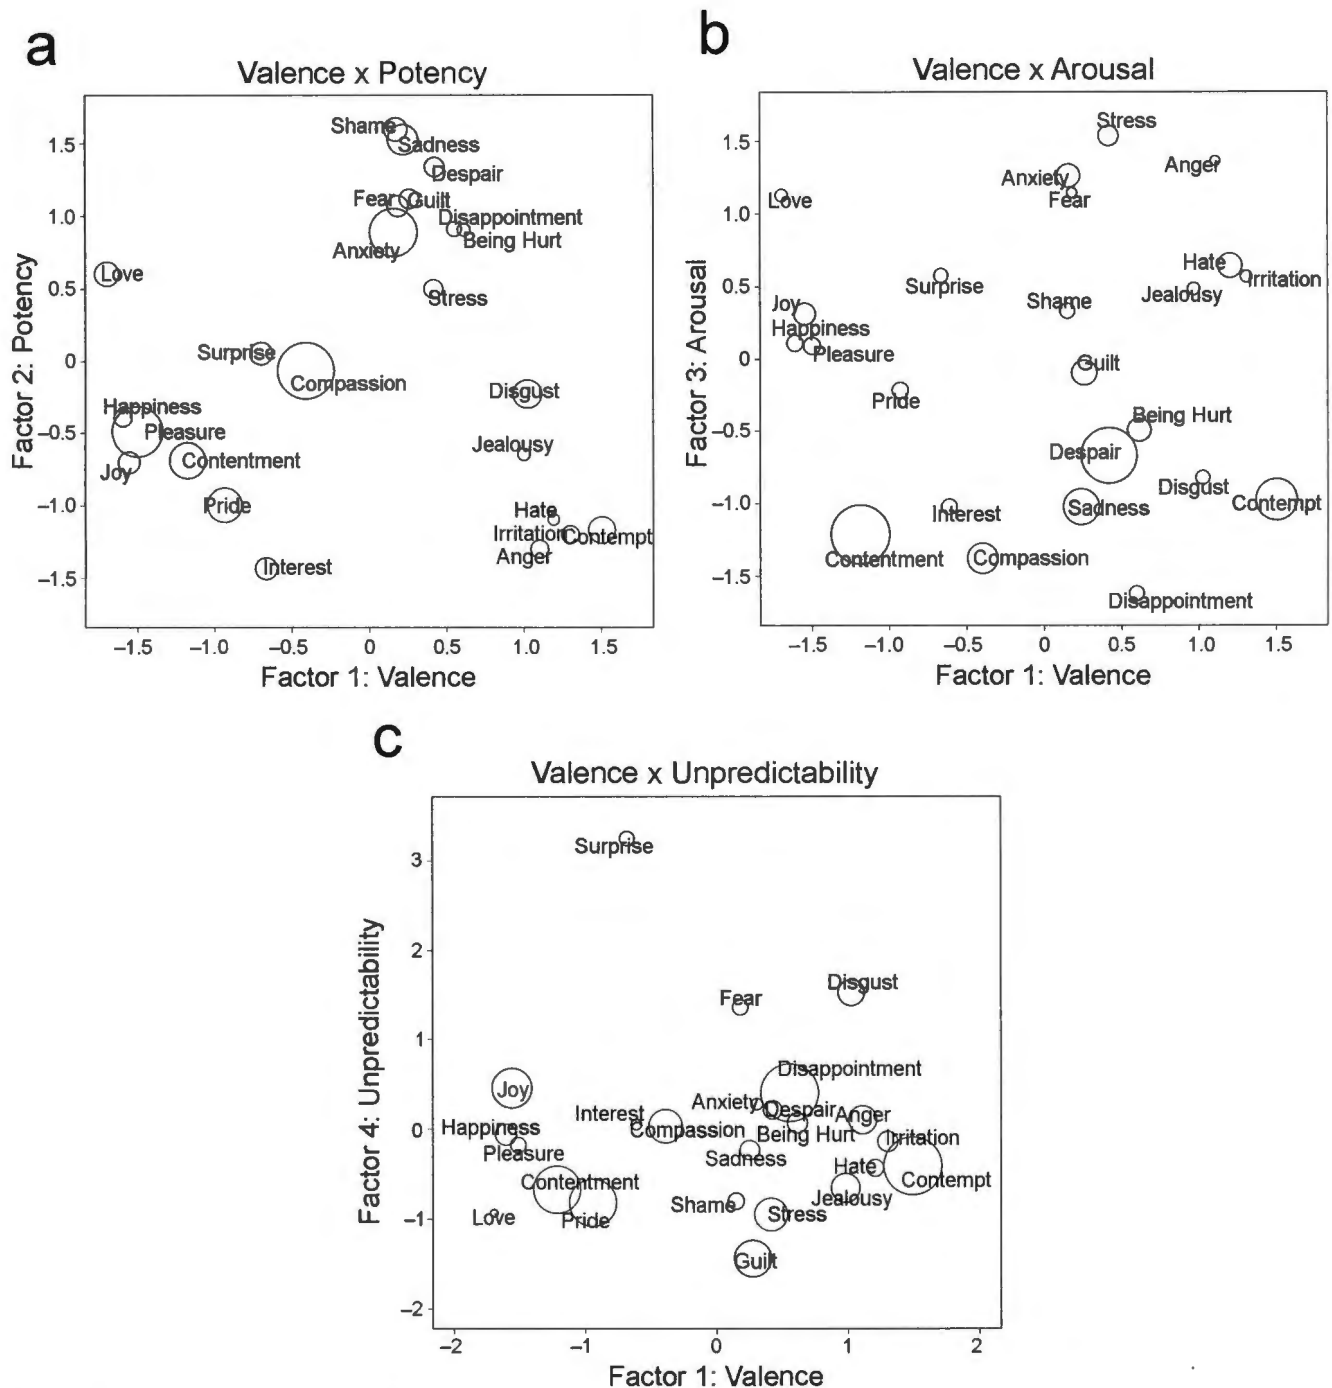 a
Valence x Potency
Factor 2: Potency
1.5
1.0
0.5
0
−0.5
−1.0
−1.5
Shame
Sadness
Despair
Fear
Guilt
Disappointment
Being Hurt
Anxiety
Love
Stress
Surprise
Compassion
Disgust
Happiness
Pleasure
Jealousy
Joy
Contentment
Pride
Hate
Irritation
Contempt
Anger
Interest
−1.5 −1.0 −0.5 0 0.5 1.0 1.5
Factor 1: Valence
b
Valence x Arousal
Factor 3: Arousal
1.5
1.0
0.5
0
−0.5
−1.0
−1.5
Stress
Anger
Anxiety
Fear
Love
Hate
Irritation
Surprise
Jealousy
Shame
Joy
Happiness
Pleasure
Guilt
Pride
Being Hurt
Despair
Disgust
Contempt
Interest
Sadness
Contentment
Compassion
Disappointment
−1.5 −1.0 −0.5 0 0.5 1.0 1.5
Factor 1: Valence
c
Valence x Unpredictability
Factor 4: Unpredictability
3
2
1
0
−1
−2
Surprise
Disgust
Fear
Disappointment
Joy
Anxiety
Despair
Anger
Interest
Happiness
Compassion
Being Hurt
Irritation
Pleasure
Sadness
Hate
Contempt
Contentment
Jealousy
Shame
Stress
Love
Pride
Guilt
−2 −1 0 1 2
Factor 1: Valence